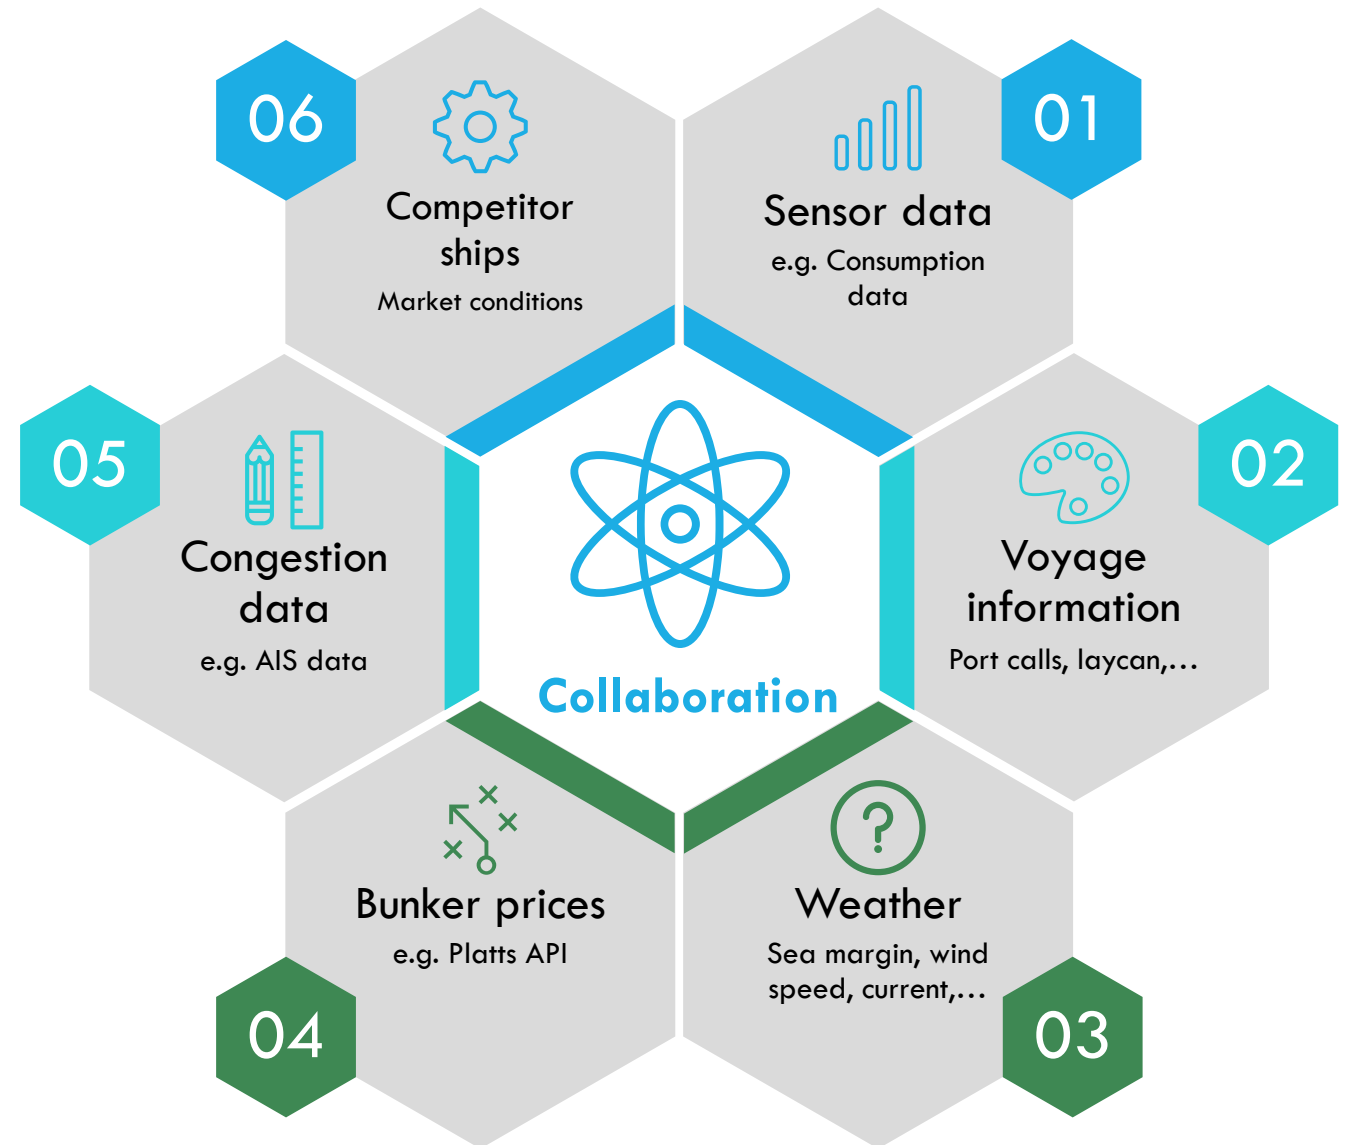 06
Competitor
ships
Market conditions
01
Sensor data
e.g. Consumption
data
05
Congestion
data
e.g. AIS data
Collaboration
02
Voyage
information
Port calls, laycan,...
04
Bunker prices
e.g. Platts API
03
Weather
Sea margin, wind
speed, current,...